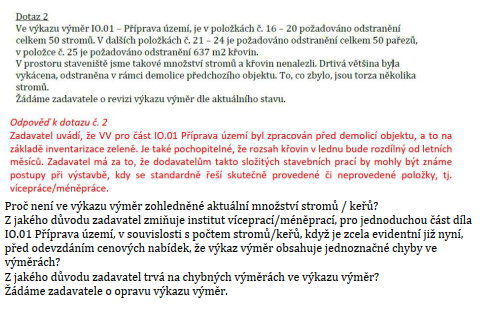 Dotaz 2
Ve výkazu výměr IO.01 – Příprava území, je v položkách č. 16 – 20 požadováno odstranění
celkem 50 stromů. V dalších položkách č. 21 – 24 je požadováno odstranění celkem 50 pařezů,
v položce č. 25 je požadováno odstranění 637 m2 křovin.
V prostoru staveniště jsme takové množství stromů a křovin nenalezli. Drtivá většina byla
vykácena, odstraněna v rámci demolice předchozího objektu. To, co zbylo, jsou torza několika
stromů.
Žádáme zadavatele o revizi výkazu výměr dle aktuálního stavu.
Odpověď k dotazu č. 2
Zadavatel uvádí, že VV pro část IO.01 Příprava území byl zpracován před demolicí objektu, a to na
základě inventarizace zeleně. Je také pochopitelné, že rozsah křovin v lednu bude rozdílný od letních
měsíců. Zadavatel má za to, že dodavatelům takto složitých stavebních prací by mohly být známe
postupy při výstavbě, kdy se standardně řeší skutečně provedené či neprovedené položky, tj.
vícepráce/méněpráce.
Proč není ve výkazu výměr zohledněné aktuální množství stromů / keřů?
Z jakého důvodu zadavatel zmiňuje institut víceprací/méněprací, pro jednoduchou část díla
IO.01 Příprava území, v souvislosti s počtem stromů/keřů, když je zcela evidentní již nyní,
před odevzdáním cenových nabídek, že výkaz výměr obsahuje jednoznačné chyby ve
výměrách?
Z jakého důvodu zadavatel trvá na chybných výměrách ve výkazu výměr?
Žádáme zadavatele o opravu výkazu výměr.